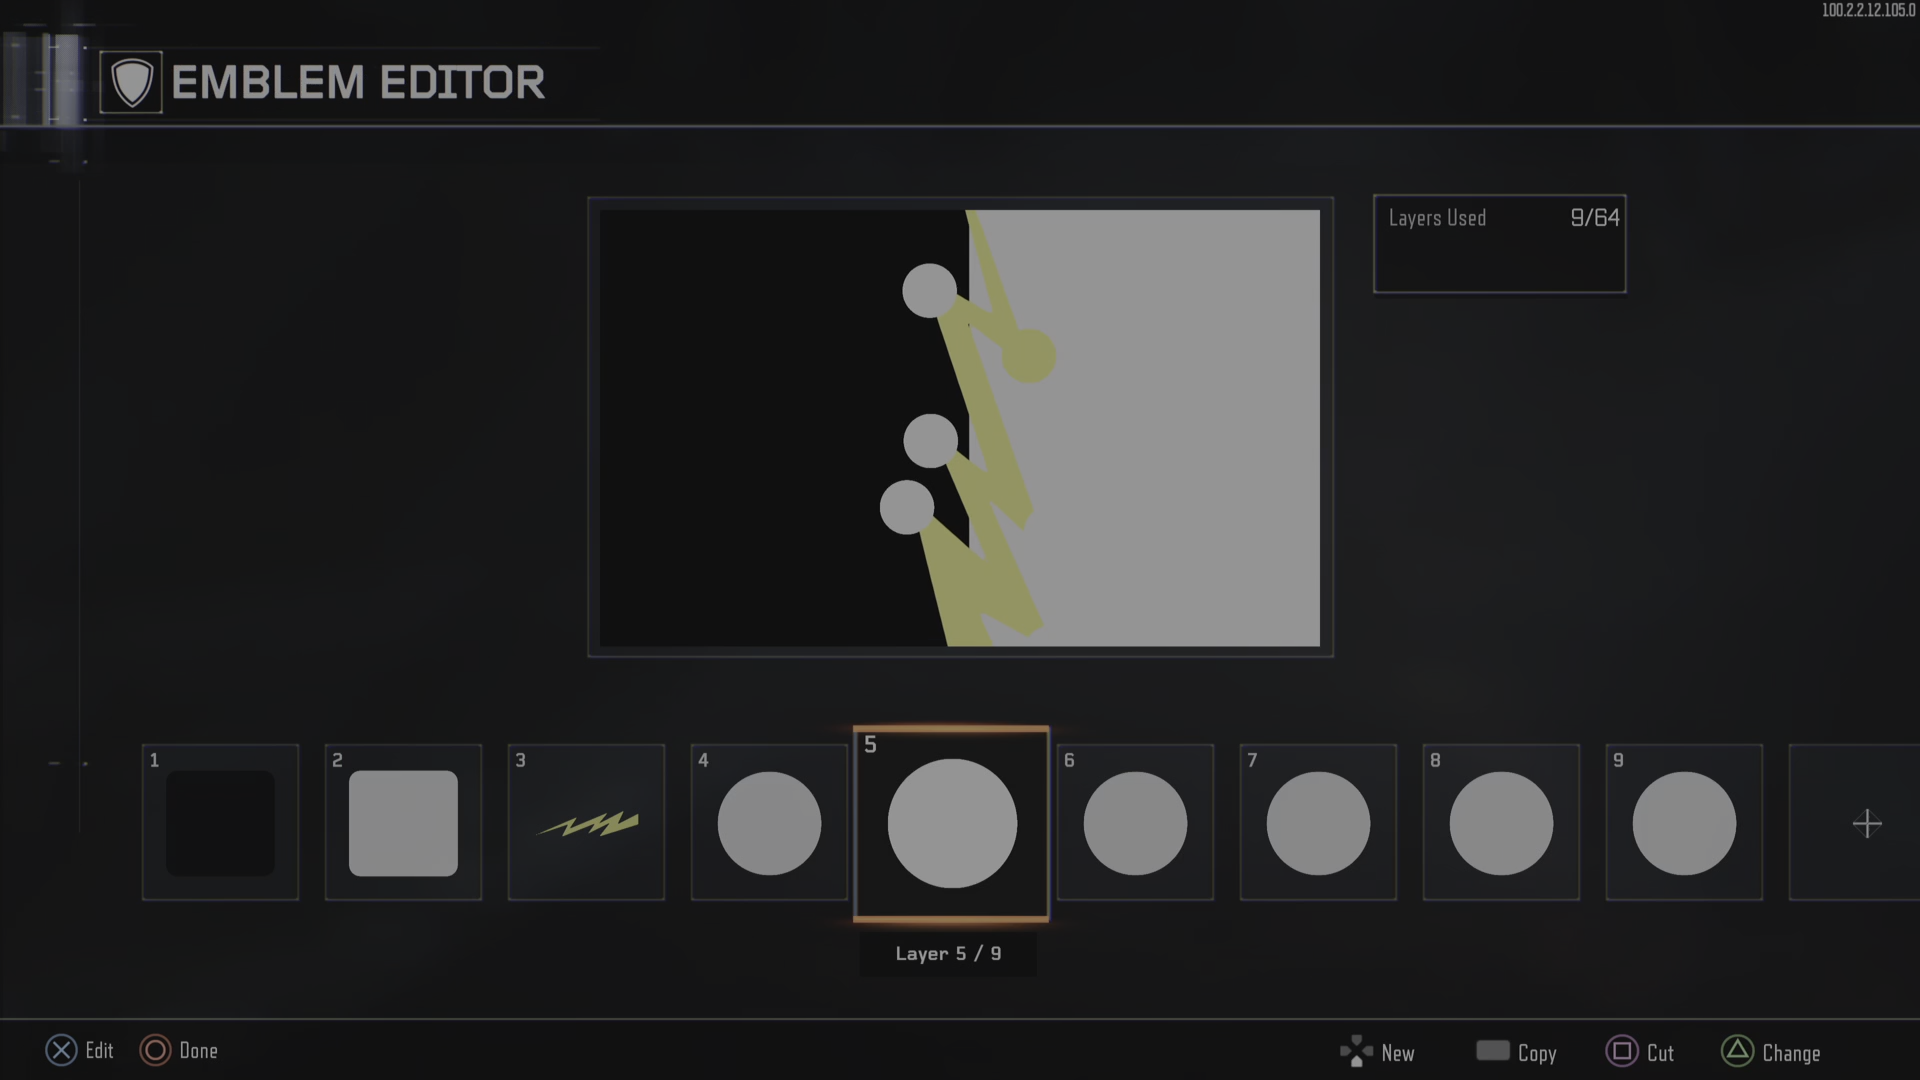 100.2.2.12.105.0
EMBLEM EDITOR
Layers Used 9/64
1
2
3
4
5
6
7
8
9
Layer 5 / 9
Edit
Done
New
Copy
Cut
Change